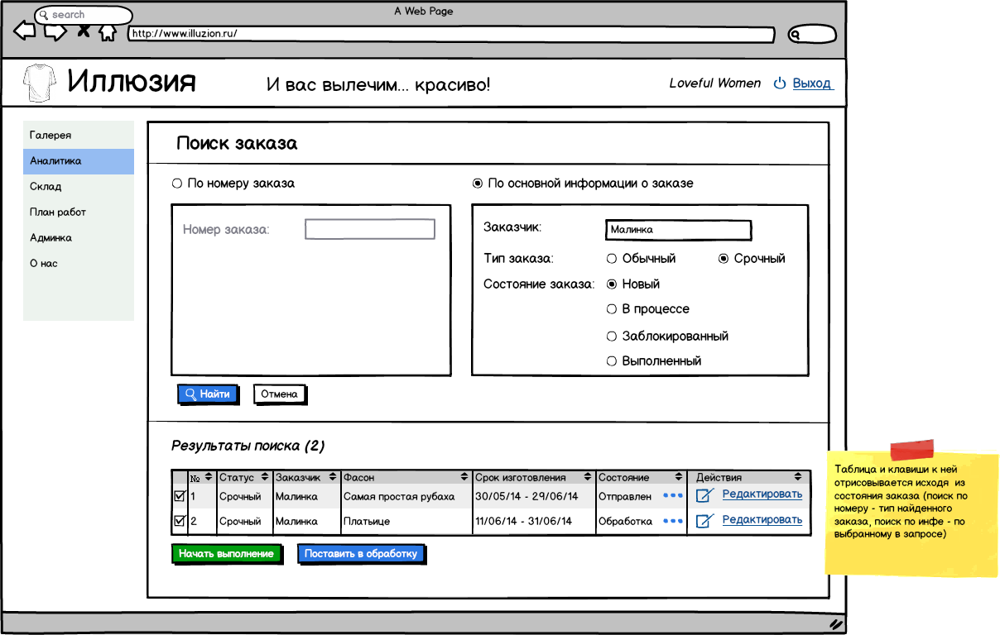 A Web Page
search
http://www.illuzion.ru/
Иллюзия
И вас вылечим... красиво!
Loveful Women
Выход
Галерея
Аналитика
Склад
План работ
Админка
О нас
Поиск заказа
По номеру заказа
По основной информации о заказе
Номер заказа:
Заказчик:
Малинка
Тип заказа:
Обычный
Срочный
Состояние заказа:
Новый
В процессе
Заблокированный
Выполненный
Найти
Отмена
Результаты поиска (2)
№ Статус Заказчик Фасон Срок изготовления Состояние Действия
1 Срочный Малинка Самая простая рубаха 30/05/14 - 29/06/14 Отправлен Редактировать
2 Срочный Малинка Платьице 11/06/14 - 31/06/14 Обработка Редактировать
Начать выполнение
Поставить в обработку
Таблица и клавиши к ней
отрисовывается исходя из
состояния заказа (поиск по
номеру - тип найденного
заказа, поиск по инфе - по
выбранному в запросе)